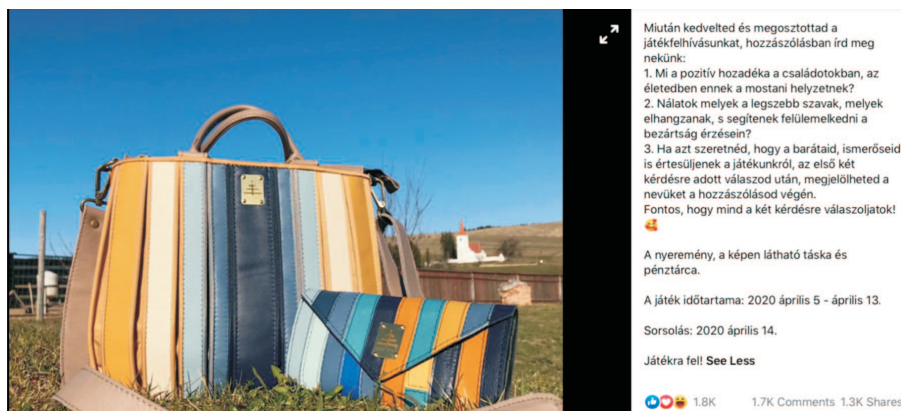 Miután kedvelted és megosztottad a
játékfelhívásunkat, hozzászólásban írd meg
nekünk:
1. Mi a pozitív hozadéka a családotokban, az
életedben ennek a mostani helyzetnek?
2. Nálatok melyek a legszebb szavak, melyek
elhangzanak, s segítenek felülemelkedni a
bezártság érzésein?
3. Ha azt szeretnéd, hogy a barátaid, ismerőseid
is értesüljenek a játékunkról, az első két
kérdésre adott válaszod után, megjelölheted a
nevüket a hozzászólásod végén.
Fontos, hogy mind a két kérdésre válaszoljatok!
A nyeremény, a képen látható táska és
pénztárca.
A játék időtartama: 2020 április 5 - április 13.
Sorsolás: 2020 április 14.
Játékra fel! See Less
1.8K 1.7K Comments 1.3K Shares